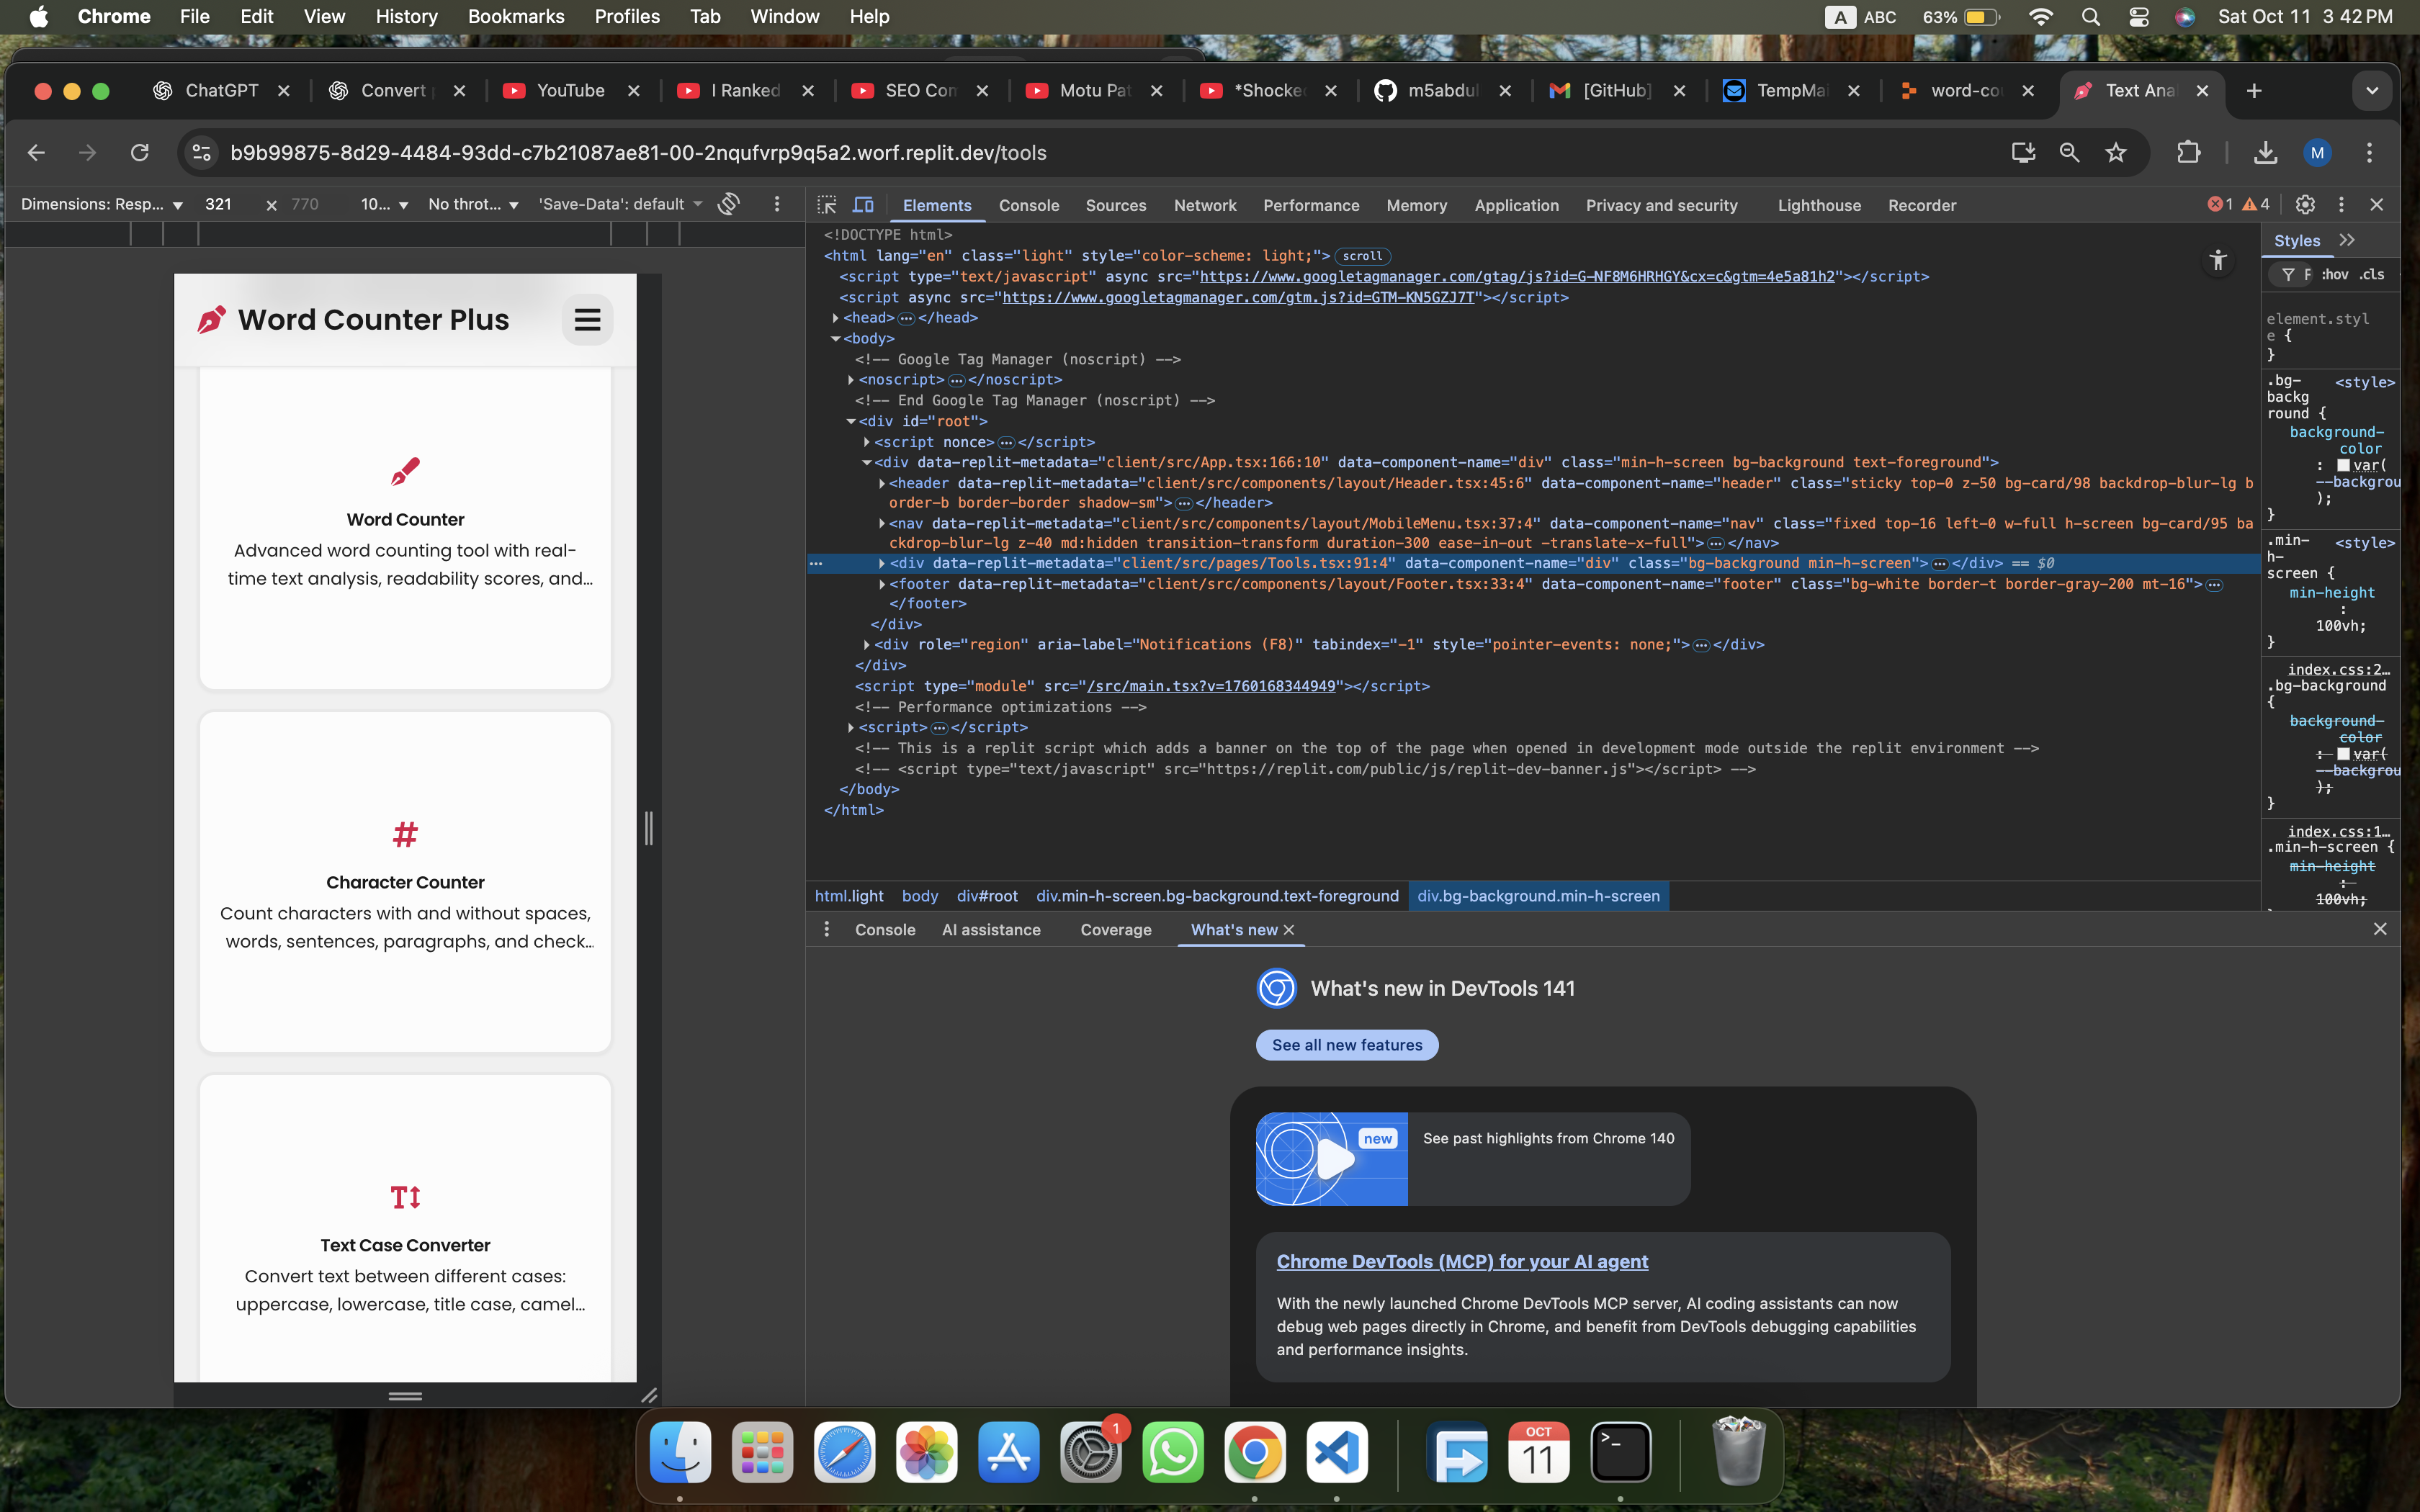 Chrome File Edit View History Bookmarks Profiles Tab Window Help
A ABC 63% Sat Oct 11 3 42 PM
ChatGPT Convert YouTube I Ranked SEO Con Motu Pat *Shocke m5abdul [GitHub] TempMai word-co Text Ana
b9b99875-8d29-4484-93dd-c7b21087ae81-00-2nqufvrp9q5a2.worf.replit.dev/tools
M
Dimensions: Resp... 321 × 770 10... No throt... 'Save-Data': default
Word Counter Plus
Word Counter
Advanced word counting tool with real-
time text analysis, readability scores, and...
Character Counter
Count characters with and without spaces,
words, sentences, paragraphs, and check...
Text Case Converter
Convert text between different cases:
uppercase, lowercase, title case, camel...
Elements Console Sources Network Performance Memory Application Privacy and security Lighthouse Recorder 1 4
<!DOCTYPE html>
<html lang="en" class="light" style="color-scheme: light;"> scroll
<script type="text/javascript" async src="https://www.googletagmanager.com/gtag/js?id=G-NF8M6HRHGY&cx=c&gtm=4e5a81h2"></script>
<script async src="https://www.googletagmanager.com/gtm.js?id=GTM-KN5GZJ7T"></script>
<head>…</head>
<body>
<!-- Google Tag Manager (noscript) -->
<noscript>…</noscript>
<!-- End Google Tag Manager (noscript) -->
<div id="root">
<script nonce>…</script>
<div data-replit-metadata="client/src/App.tsx:166:10" data-component-name="div" class="min-h-screen bg-background text-foreground">
<header data-replit-metadata="client/src/components/layout/Header.tsx:45:6" data-component-name="header" class="sticky top-0 z-50 bg-card/98 backdrop-blur-lg b
order-b border-border shadow-sm">…</header>
<nav data-replit-metadata="client/src/components/layout/MobileMenu.tsx:37:4" data-component-name="nav" class="fixed top-16 left-0 w-full h-screen bg-card/95 ba
ckdrop-blur-lg z-40 md:hidden transition-transform duration-300 ease-in-out -translate-x-full">…</nav>
<div data-replit-metadata="client/src/pages/Tools.tsx:91:4" data-component-name="div" class="bg-background min-h-screen">…</div> == $0
<footer data-replit-metadata="client/src/components/layout/Footer.tsx:33:4" data-component-name="footer" class="bg-white border-t border-gray-200 mt-16">…
</footer>
</div>
<div role="region" aria-label="Notifications (F8)" tabindex="-1" style="pointer-events: none;">…</div>
</div>
<script type="module" src="/src/main.tsx?v=1760168344949"></script>
<!-- Performance optimizations -->
<script>…</script>
<!-- This is a replit script which adds a banner on the top of the page when opened in development mode outside the replit environment -->
<!-- <script type="text/javascript" src="https://replit.com/public/js/replit-dev-banner.js"></script> -->
</body>
</html>
html.light body div#root div.min-h-screen.bg-background.text-foreground div.bg-background.min-h-screen
Styles
F :hov .cls
element.styl
e {
}
.bg- <style>
backg
round {
background-
color
: var(
--backgrou
);
}
.min- <style>
h-
screen {
min-height
:
100vh;
}
index.css:2…
.bg-background
{
background-
color
: var(
--backgrou
);
}
index.css:1…
.min-h-screen {
min-height
:
100vh;
Console AI assistance Coverage What's new
What's new in DevTools 141
See all new features
new
See past highlights from Chrome 140
Chrome DevTools (MCP) for your AI agent
With the newly launched Chrome DevTools MCP server, AI coding assistants can now
debug web pages directly in Chrome, and benefit from DevTools debugging capabilities
and performance insights.
1
OCT
11